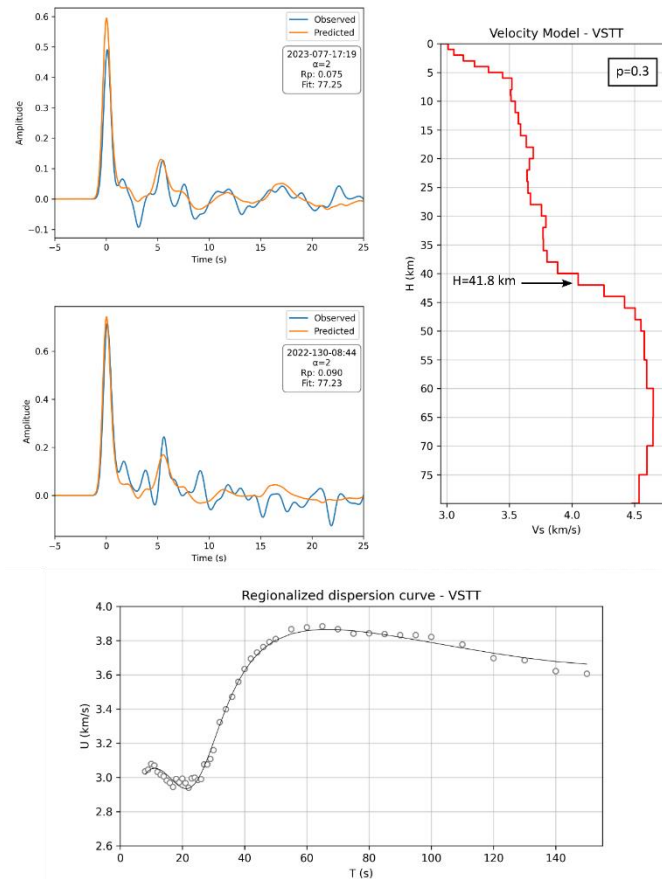 Observed
Predicted
2023-077-17:19
α=2
Rp: 0.075
Fit: 77.25
Amplitude
0.6
0.5
0.4
0.3
0.2
0.1
0.0
−0.1
−5
0
5
10
15
20
25
Time (s)
Observed
Predicted
2022-130-08:44
α=2
Rp: 0.090
Fit: 77.23
Amplitude
0.6
0.4
0.2
0.0
−5
0
5
10
15
20
25
Time (s)
Velocity Model - VSTT
p=0.3
H (km)
0
5
10
15
20
25
30
35
40
45
50
55
60
65
70
75
H=41.8 km
3.0
3.5
4.0
4.5
Vs (km/s)
Regionalized dispersion curve - VSTT
U (km/s)
4.0
3.8
3.6
3.4
3.2
3.0
2.8
2.6
0
20
40
60
80
100
120
140
T (s)